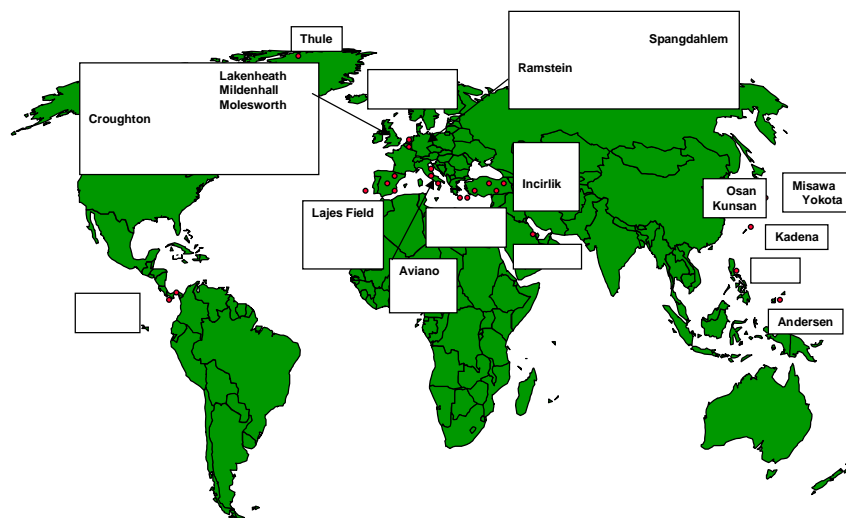 Thule
Spangdahlem
Ramstein
Lakenheath
Mildenhall
Molesworth
Croughton
Incirlik
Osan
Kunsan
Misawa
Yokota
Lajes Field
Kadena
Aviano
Andersen